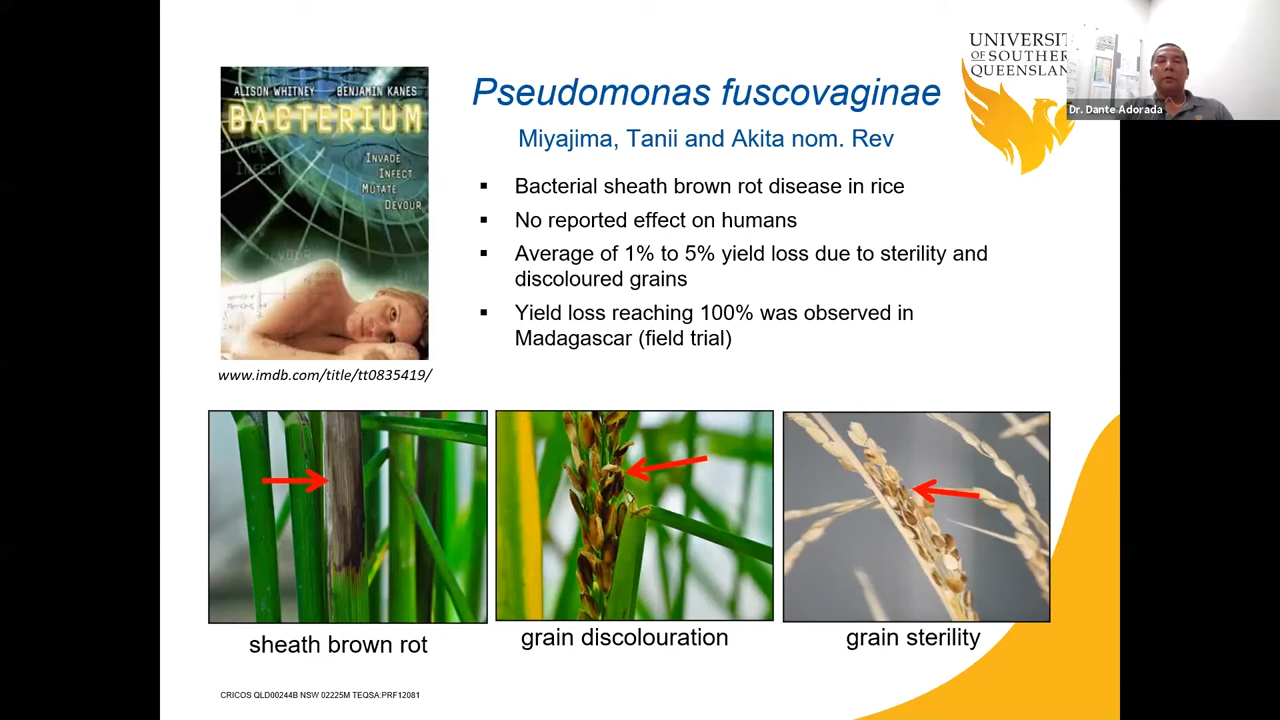 UNIVERSIT
OF SOUTHER
QUEENSLAN
Dr. Dante Adorada
ALISON WHITNEY BENJAMIN KANES
BACTERIUM
INVADE
INFECT
MUTATE
DEVOUR
www.imdb.com/title/tt0835419/
Pseudomonas fuscovaginae
Miyajima, Tanii and Akita nom. Rev
▪ Bacterial sheath brown rot disease in rice
▪ No reported effect on humans
▪ Average of 1% to 5% yield loss due to sterility and
discoloured grains
▪ Yield loss reaching 100% was observed in
Madagascar (field trial)
sheath brown rot
grain discolouration
grain sterility
CRICOS QLD00244B NSW 02225M TEQSA:PRF12081